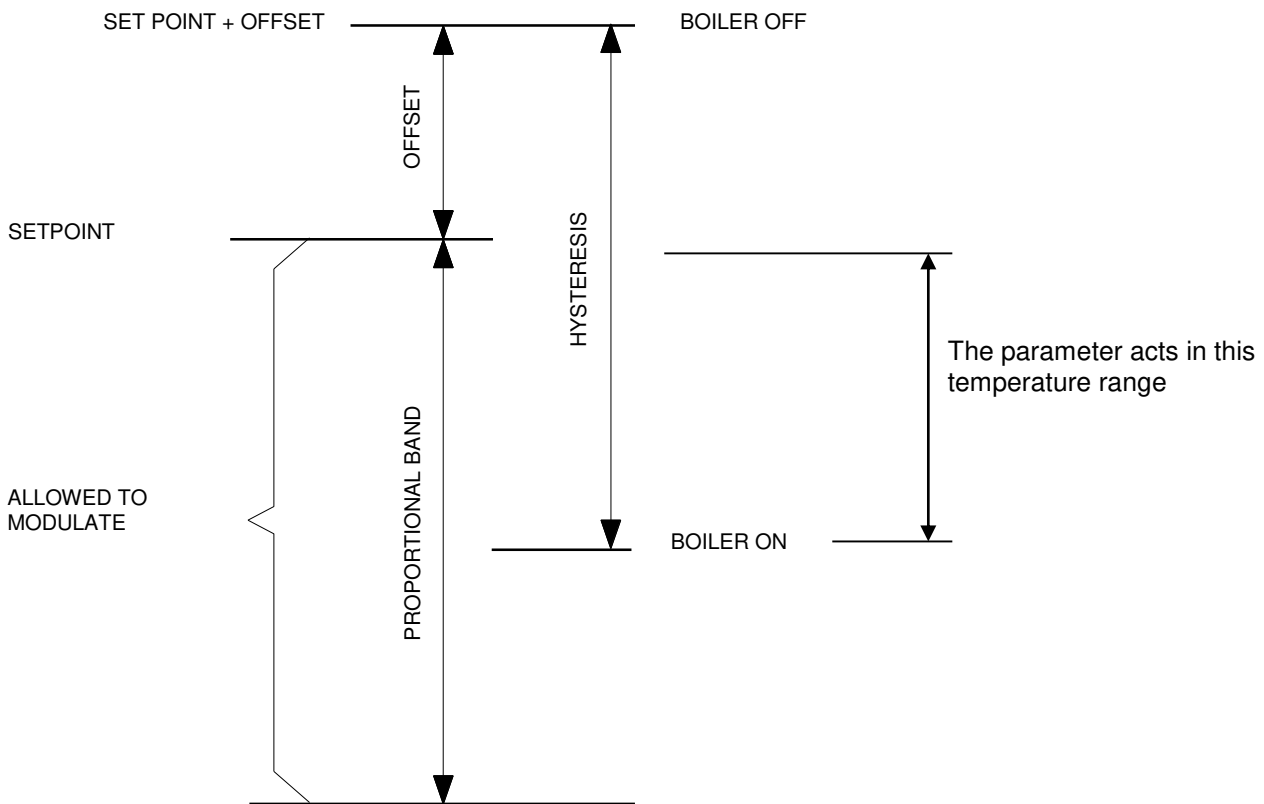 SET POINT + OFFSET
BOILER OFF
OFFSET
SETPOINT
HYSTERESIS
The parameter acts in this
temperature range
PROPORTIONAL BAND
ALLOWED TO
MODULATE
BOILER ON